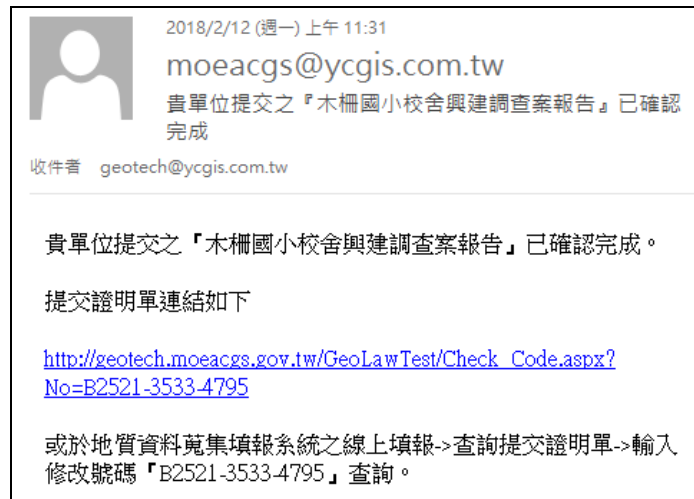 2018/2/12 (週一) 上午 11:31
moeacgs@ycgis.com.tw
貴單位提交之『木柵國小校舍興建調查案報告』已確認
完成
收件者 geotech@ycgis.com.tw
貴單位提交之『木柵國小校舍興建調查案報告』已確認完成。
提交證明單連結如下
http://geotech.moeacgs.gov.tw/GeoLawTest/Check_Code.aspx?
No=B2521-3533-4795
或於地質資料蒐集填報系統之線上填報->查詢提交證明單->輸入
修改號碼「B2521-3533-4795」查詢。